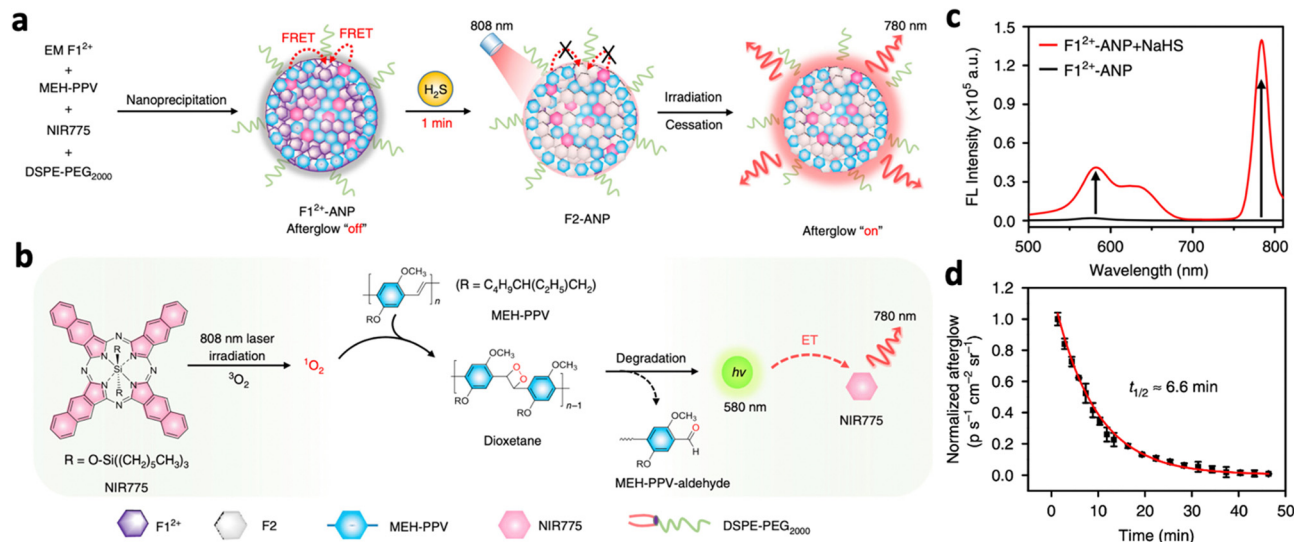 a
EM F1²⁺
+
MEH-PPV
+
NIR775
+
DSPE-PEG₂₀₀₀
Nanoprecipitation
FRET
FRET
F1²⁺-ANP
Afterglow "off"
H₂S
1 min
808 nm
F2-ANP
Irradiation
Cessation
780 nm
Afterglow "on"
b
R
N
N
N
N
N
Si
N
N
N
R
R = O-Si((CH₂)₅CH₃)₃
NIR775
808 nm laser
irradiation
³O₂
¹O₂
OCH₃
n
RO
(R = C₄H₉CH(C₂H₅)CH₂)
MEH-PPV
OCH₃
O
O
OCH₃
RO
RO
n–1
Dioxetane
Degradation
OCH₃
O
RO
H
MEH-PPV-aldehyde
hv
580 nm
ET
780 nm
NIR775
F1²⁺
F2
MEH-PPV
NIR775
DSPE-PEG₂₀₀₀
c
FL Intensity (×10⁵ a.u.)
1.5
1.2
0.9
0.6
0.3
0.0
F1²⁺-ANP+NaHS
F1²⁺-ANP
500
600
700
800
Wavelength (nm)
d
Normalized afterglow
(p s⁻¹ cm⁻² sr⁻¹)
1.2
1.0
0.8
0.6
0.4
0.2
0.0
t₁/₂ ≈ 6.6 min
0
10
20
30
40
50
Time (min)